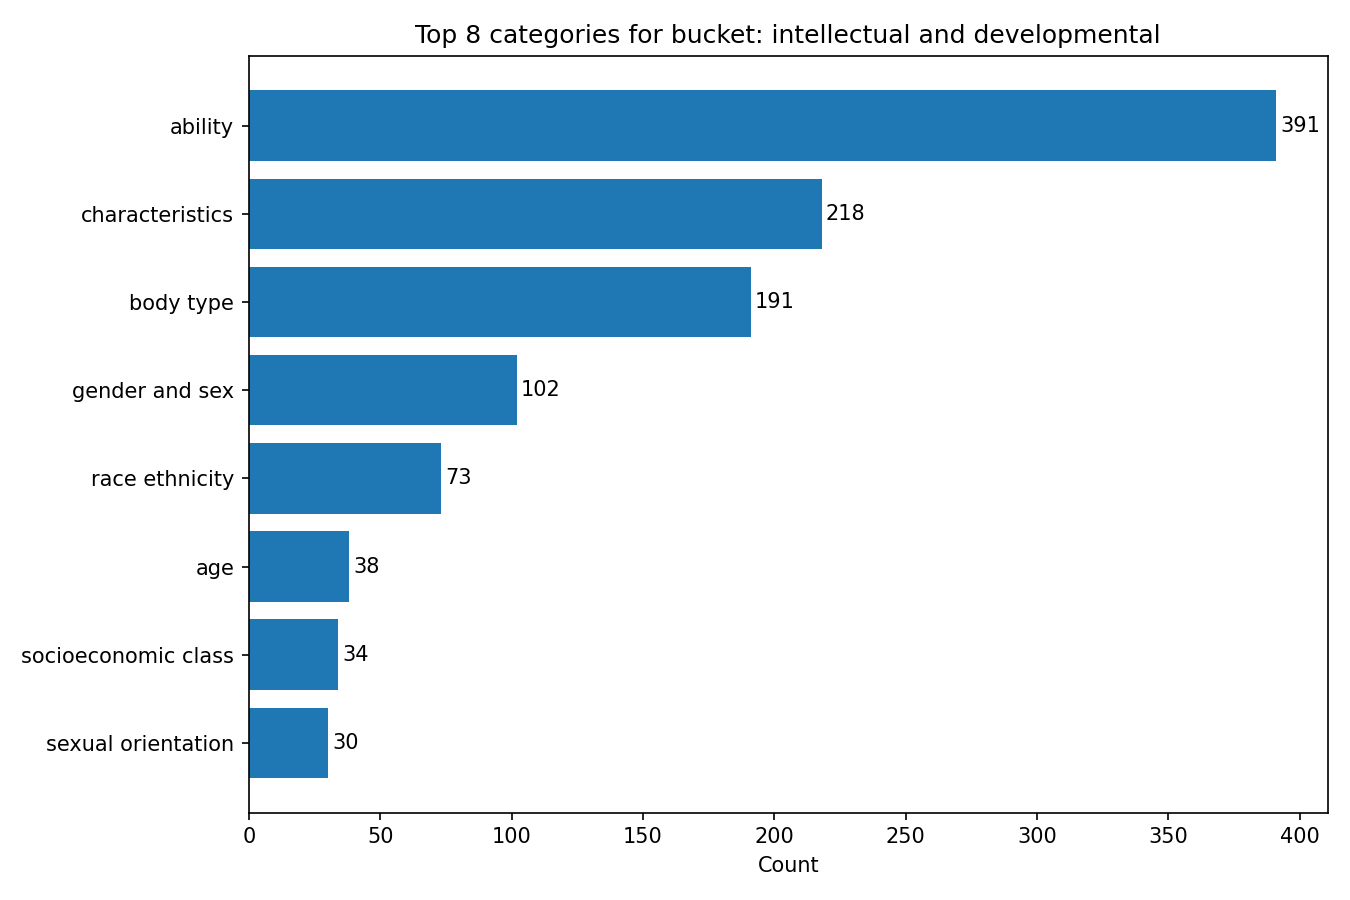 Top 8 categories for bucket: intellectual and developmental
ability
391
characteristics
218
body type
191
gender and sex
102
race ethnicity
73
age
38
socioeconomic class
34
sexual orientation
30
0 50 100 150 200 250 300 350 400
Count